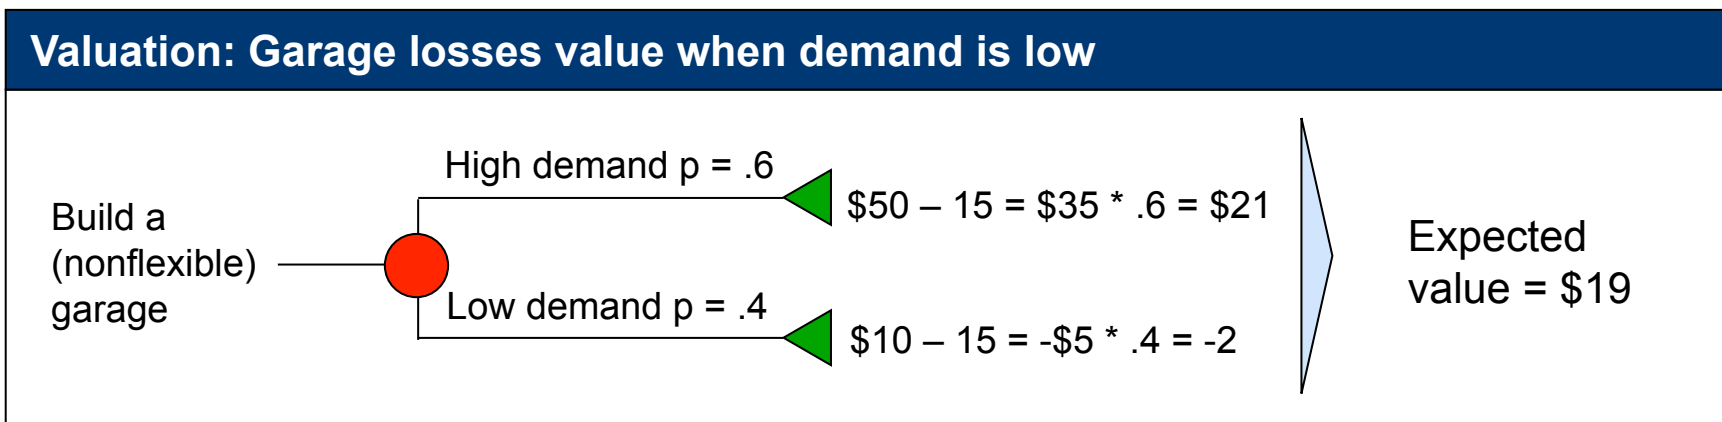 Valuation: Garage losses value when demand is low
Build a
(nonflexible)
garage
High demand p = .6
$50 – 15 = $35 * .6 = $21
Low demand p = .4
$10 – 15 = -$5 * .4 = -2
Expected
value = $19